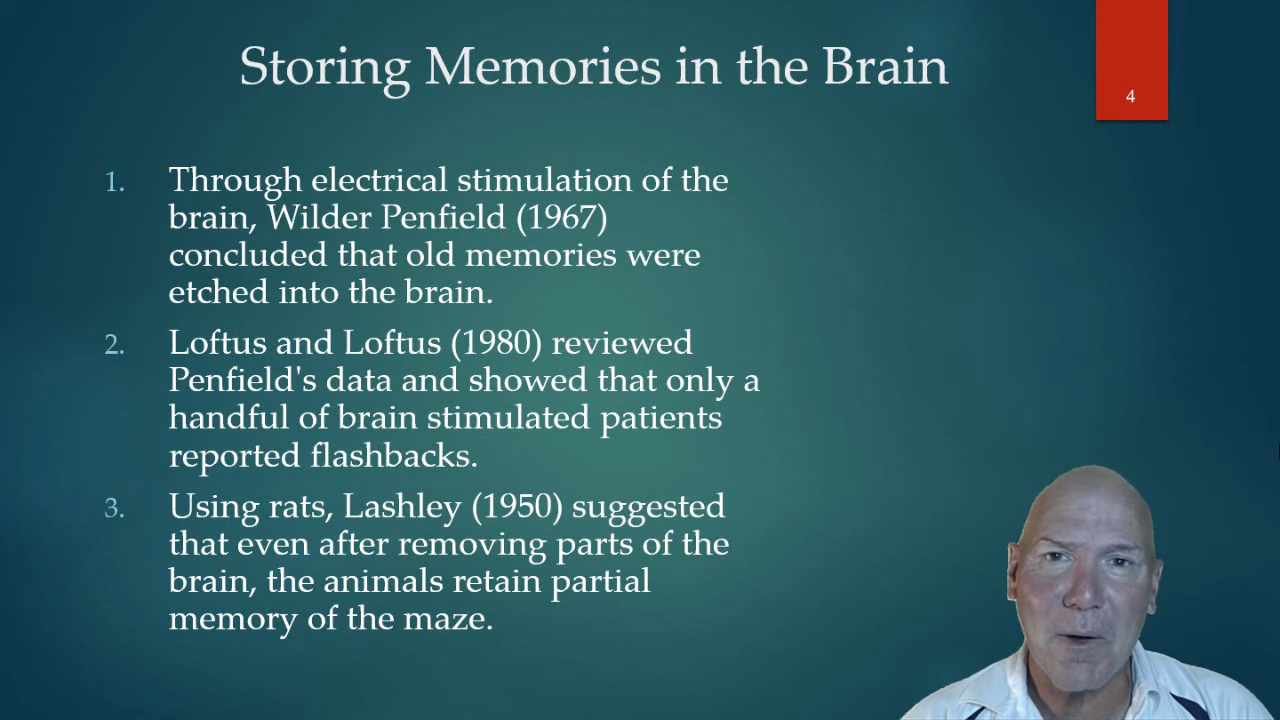 Storing Memories in the Brain
4
1. Through electrical stimulation of the
brain, Wilder Penfield (1967)
concluded that old memories were
etched into the brain.
2. Loftus and Loftus (1980) reviewed
Penfield's data and showed that only a
handful of brain stimulated patients
reported flashbacks.
3. Using rats, Lashley (1950) suggested
that even after removing parts of the
brain, the animals retain partial
memory of the maze.